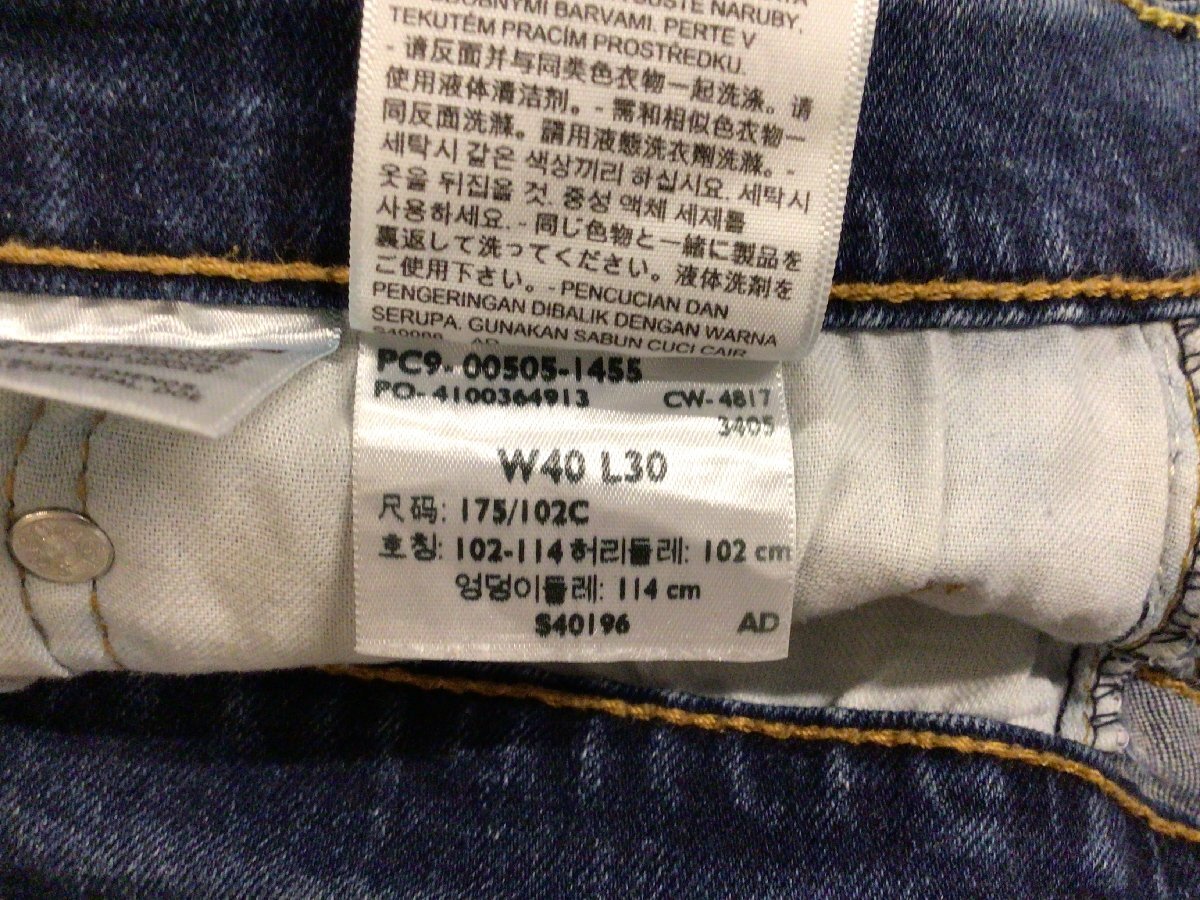 GUSTE NARUBY.
DOBNÝMI BARVAMI. PERTE V
TEKUTÉM PRACÍM PROSTŘEDKU.
- 请反面并与同类色衣物一起洗涤。请
使用液体清洁剂。- 需和相似色衣物一
同反面洗滌。請用液態洗衣劑洗滌。-
세탁시 같은 색상끼리 하십시요. 세탁시
옷을 뒤집을 것. 중성 액체 세제를
사용하세요. - 同じ色物と一緒に製品を
裏返して洗ってください。液体洗剤を
ご使用下さい。- PENCUCIAN DAN
PENGERINGAN DIBALIK DENGAN WARNA
SERUPA. GUNAKAN SABUN CUCI CAIR
AD
PC9- 00505-1455
PO- 4100364913 CW- 4817
3405
W40 L30
尺码: 175/102C
호칭: 102-114 허리둘레: 102 cm
엉덩이둘레: 114 cm
S40196 AD